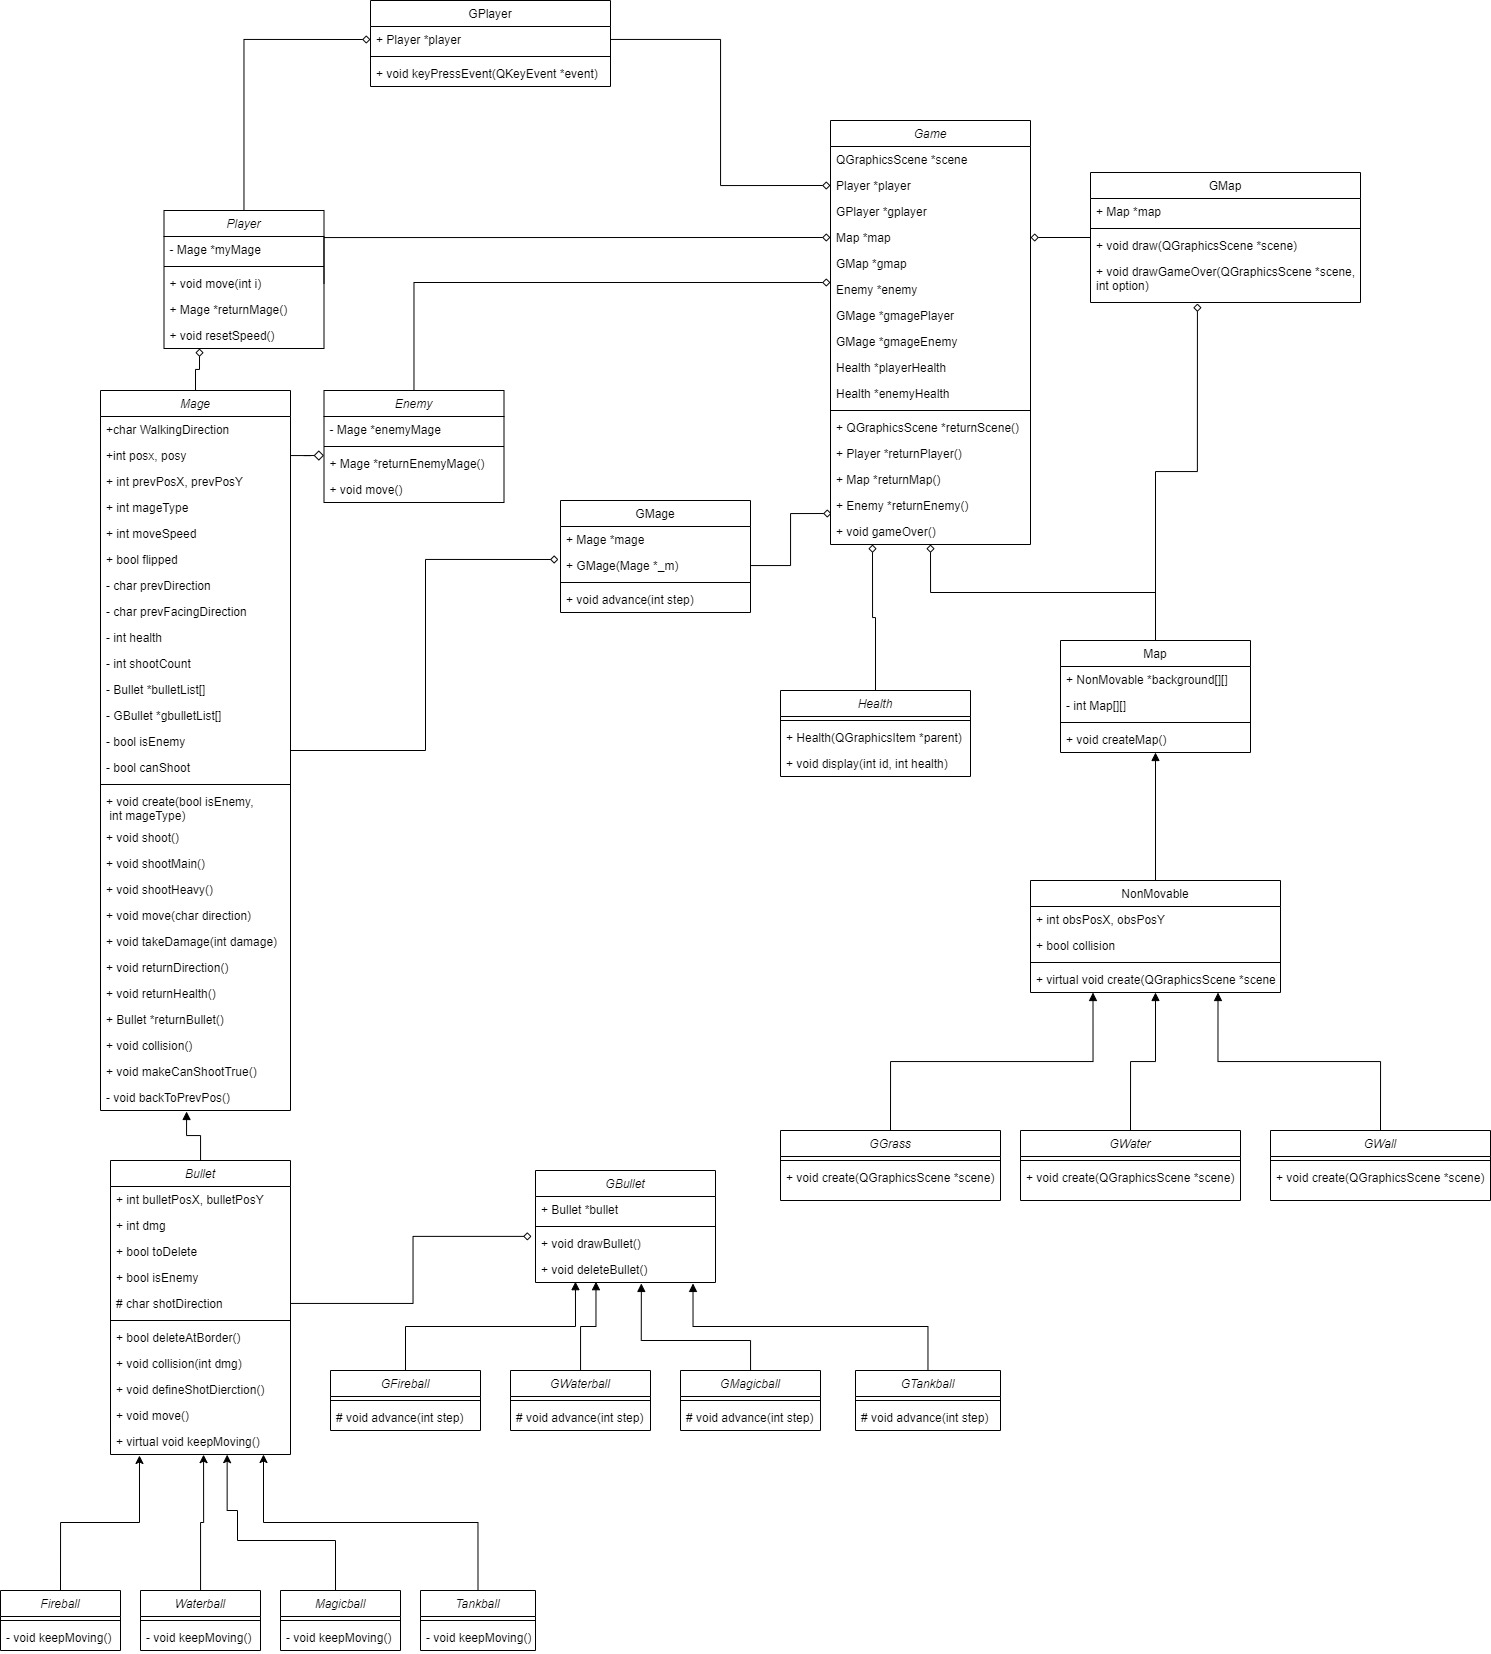 GPlayer
+ Player *player
+ void keyPressEvent(QKeyEvent *event)
Game
QGraphicsScene *scene
Player *player
GPlayer *gplayer
Map *map
GMap *gmap
Enemy *enemy
GMage *gmagePlayer
GMage *gmageEnemy
Health *playerHealth
Health *enemyHealth
+ QGraphicsScene *returnScene()
+ Player *returnPlayer()
+ Map *returnMap()
+ Enemy *returnEnemy()
+ void gameOver()
GMap
+ Map *map
+ void draw(QGraphicsScene *scene)
+ void drawGameOver(QGraphicsScene *scene,
int option)
Player
- Mage *myMage
+ void move(int i)
+ Mage *returnMage()
+ void resetSpeed()
Mage
+char WalkingDirection
+int posx, posy
+ int prevPosX, prevPosY
+ int mageType
+ int moveSpeed
+ bool flipped
- char prevDirection
- char prevFacingDirection
- int health
- int shootCount
- Bullet *bulletList[]
- GBullet *gbulletList[]
- bool isEnemy
- bool canShoot
+ void create(bool isEnemy,
int mageType)
+ void shoot()
+ void shootMain()
+ void shootHeavy()
+ void move(char direction)
+ void takeDamage(int damage)
+ void returnDirection()
+ void returnHealth()
+ Bullet *returnBullet()
+ void collision()
+ void makeCanShootTrue()
- void backToPrevPos()
Enemy
- Mage *enemyMage
+ Mage *returnEnemyMage()
+ void move()
GMage
+ Mage *mage
+ GMage(Mage *_m)
+ void advance(int step)
Health
+ Health(QGraphicsItem *parent)
+ void display(int id, int health)
Map
+ NonMovable *background[][]
- int Map[][]
+ void createMap()
NonMovable
+ int obsPosX, obsPosY
+ bool collision
+ virtual void create(QGraphicsScene *scene
GGrass
+ void create(QGraphicsScene *scene)
GWater
+ void create(QGraphicsScene *scene)
GWall
+ void create(QGraphicsScene *scene)
Bullet
+ int bulletPosX, bulletPosY
+ int dmg
+ bool toDelete
+ bool isEnemy
# char shotDirection
+ bool deleteAtBorder()
+ void collision(int dmg)
+ void defineShotDierction()
+ void move()
+ virtual void keepMoving()
GBullet
+ Bullet *bullet
+ void drawBullet()
+ void deleteBullet()
GFireball
# void advance(int step)
GWaterball
# void advance(int step)
GMagicball
# void advance(int step)
GTankball
# void advance(int step)
Fireball
- void keepMoving()
Waterball
- void keepMoving()
Magicball
- void keepMoving()
Tankball
- void keepMoving()